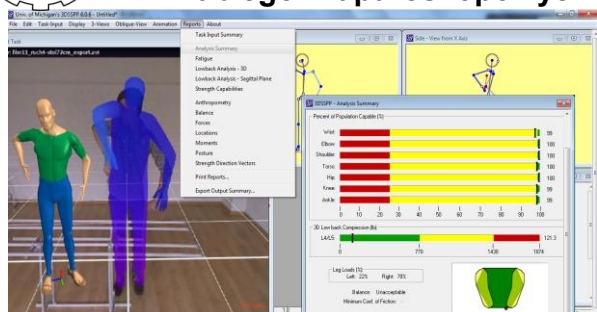 Univ. of Michigan's 3DSSPP 6.0.6 - Untitled*
File Edit Task-Input Display 3-Views Oblique-View Animation Reports About
Task Input Summary
Analysis Summary
Fatigue
Lowback Analysis - 3D
Lowback Analysis - Sagittal Plane
Strength Capabilities
Anthropometry
Balance
Forces
Locations
Moments
Posture
Strength Direction Vectors
Print Reports...
Export Output Summary...
Side - View from X Axis
3DSSPP - Analysis Summary
Percent of Population Capable (%)
Wrist 99
Elbow 100
Shoulder 100
Torso 98
Hip 98
Knee 99
Ankle 99
0 10 20 30 40 50 60 70 80 90 100
3D Low back Compression (lb)
L4/L5 121.3
0 770 1438 1874
Leg Loads (%)
Left: 22% Right: 78%
Balance: Unacceptable
Minimum Coef. of Friction: -